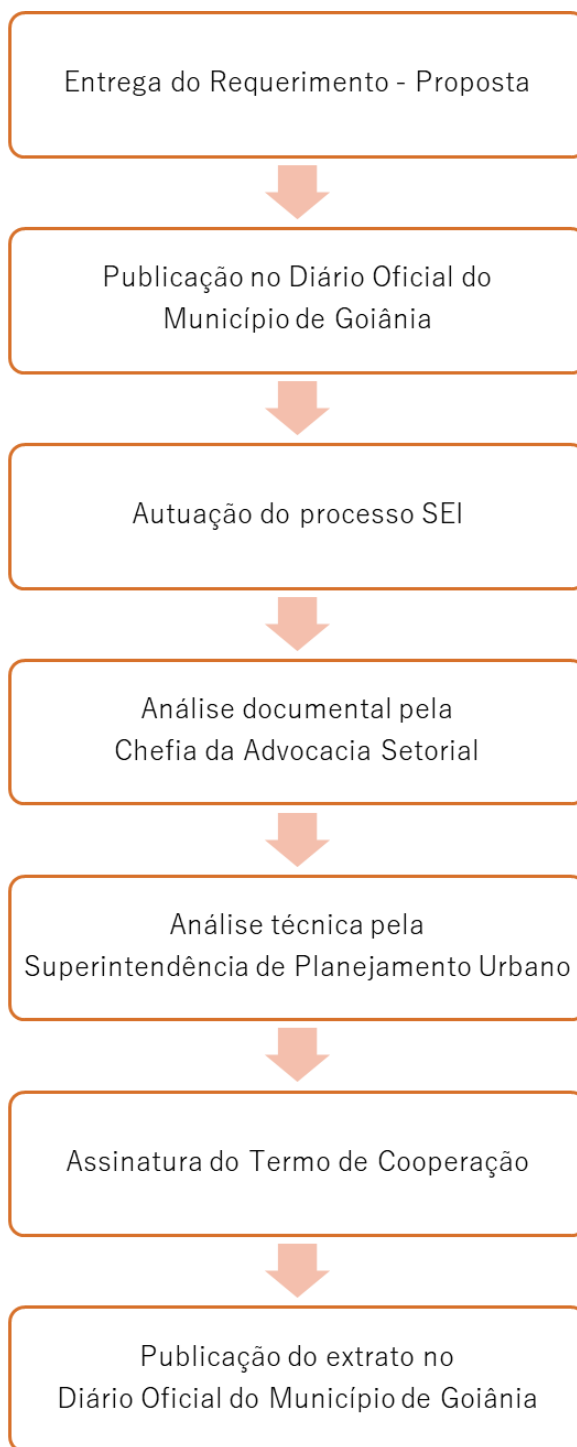 Entrega do Requerimento - Proposta
Publicação no Diário Oficial do
Município de Goiânia
Autuação do processo SEI
Análise documental pela
Chefia da Advocacia Setorial
Análise técnica pela
Superintendência de Planejamento Urbano
Assinatura do Termo de Cooperação
Publicação do extrato no
Diário Oficial do Município de Goiânia